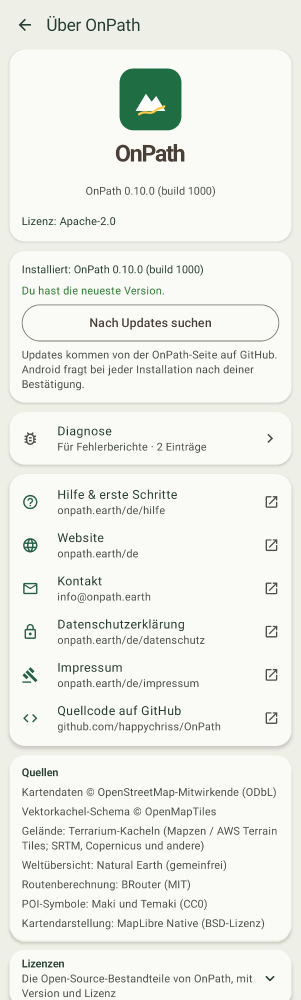 Über OnPath
OnPath
OnPath 0.10.0 (build 1000)
Lizenz: Apache-2.0
Installiert: OnPath 0.10.0 (build 1000)
Du hast die neueste Version.
Nach Updates suchen
Updates kommen von der OnPath-Seite auf GitHub.
Android fragt bei jeder Installation nach deiner
Bestätigung.
Diagnose
Für Fehlerberichte · 2 Einträge
Hilfe & erste Schritte
onpath.earth/de/hilfe
Website
onpath.earth/de
Kontakt
info@onpath.earth
Datenschutzerklärung
onpath.earth/de/datenschutz
Impressum
onpath.earth/de/impressum
Quellcode auf GitHub
github.com/happychriss/OnPath
Quellen
Kartendaten © OpenStreetMap-Mitwirkende (ODbL)
Vektorkachel-Schema © OpenMapTiles
Gelände: Terrarium-Kacheln (Mapzen / AWS Terrain
Tiles; SRTM, Copernicus und andere)
Weltübersicht: Natural Earth (gemeinfrei)
Routenberechnung: BRouter (MIT)
POI-Symbole: Maki und Temaki (CC0)
Kartendarstellung: MapLibre Native (BSD-Lizenz)
Lizenzen
Die Open-Source-Bestandteile von OnPath, mit
Version und Lizenz